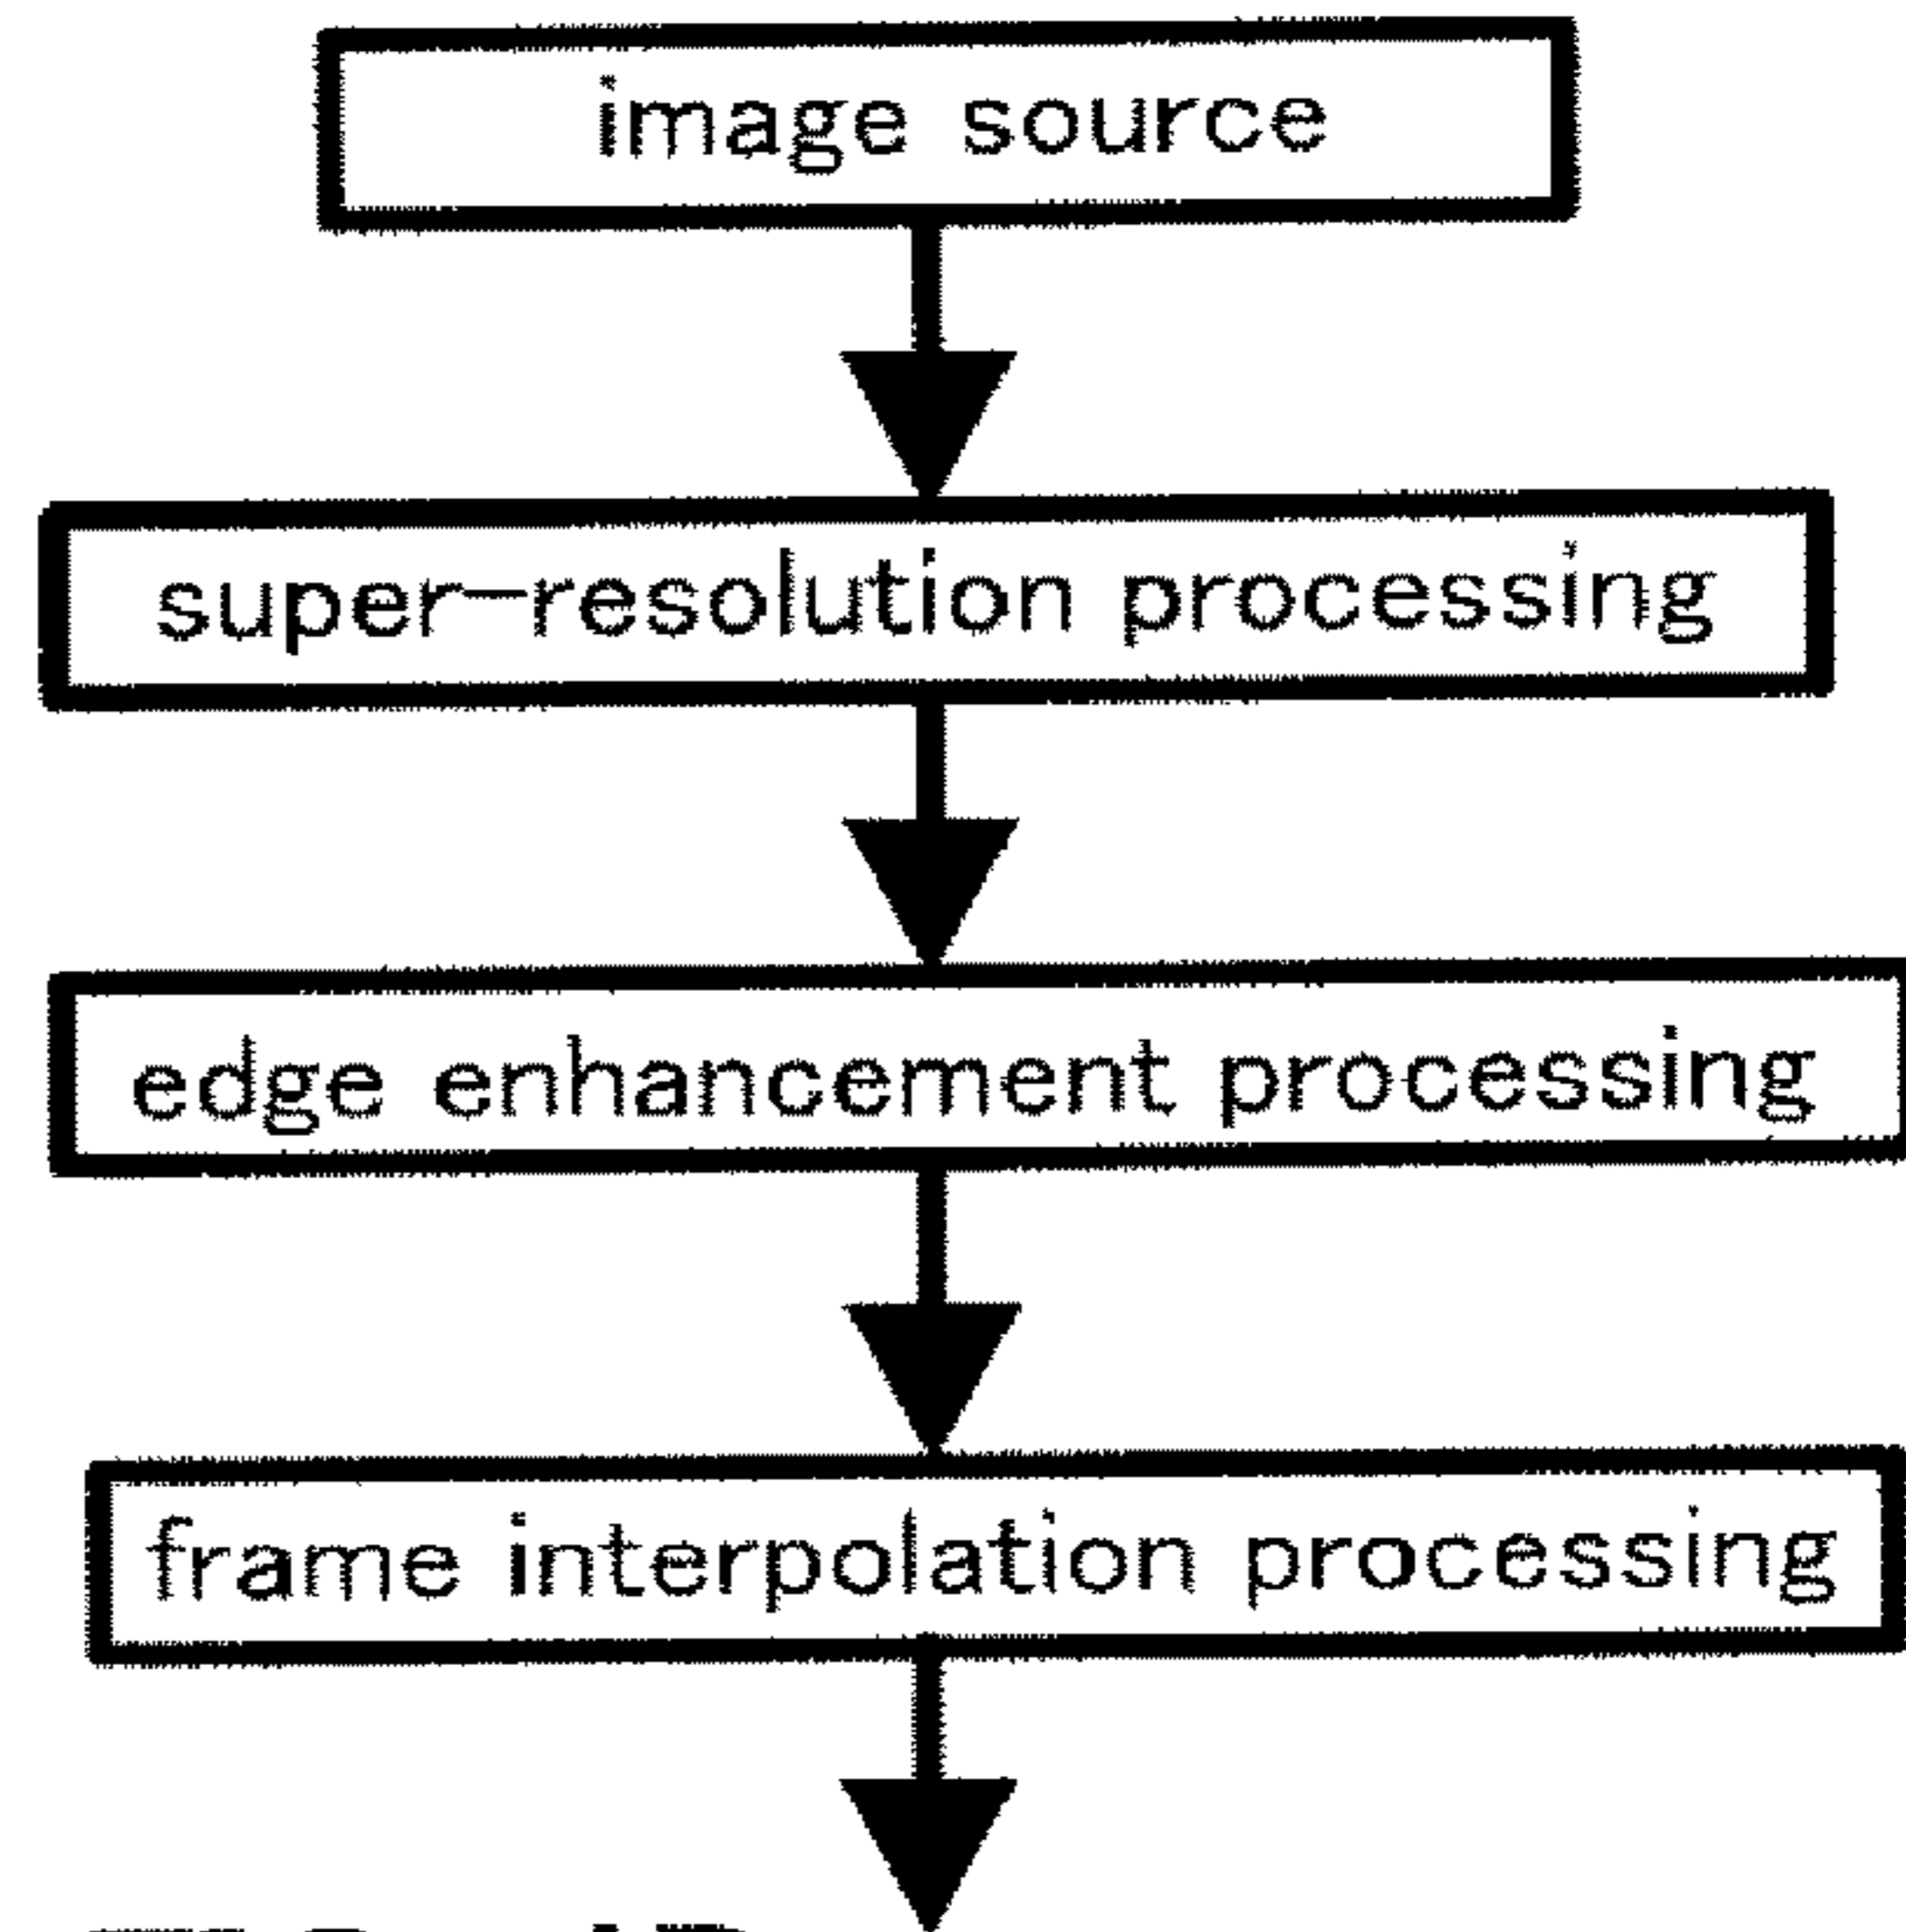 image source
super-resolution processing
edge enhancement processing
frame interpolation processing